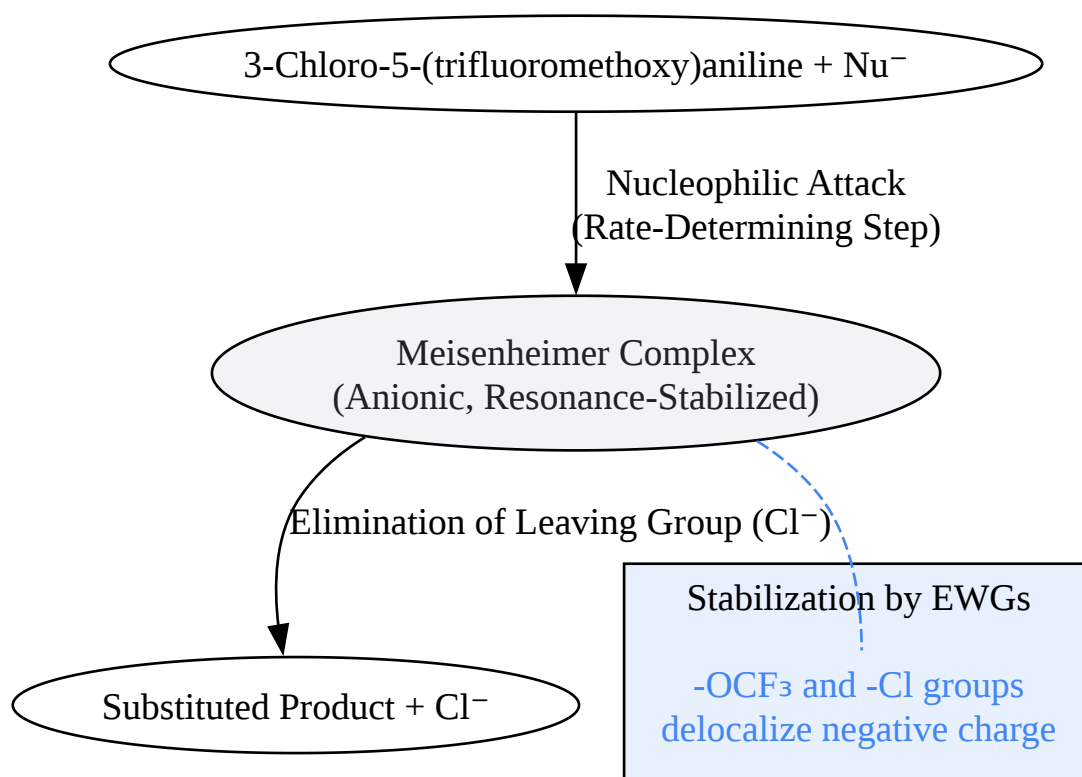 3-Chloro-5-(trifluoromethoxy)aniline + Nu⁻
Nucleophilic Attack
(Rate-Determining Step)
Meisenheimer Complex
(Anionic, Resonance-Stabilized)
Elimination of Leaving Group (Cl⁻)
Stabilization by EWGs
-OCF₃ and -Cl groups
delocalize negative charge
Substituted Product + Cl⁻